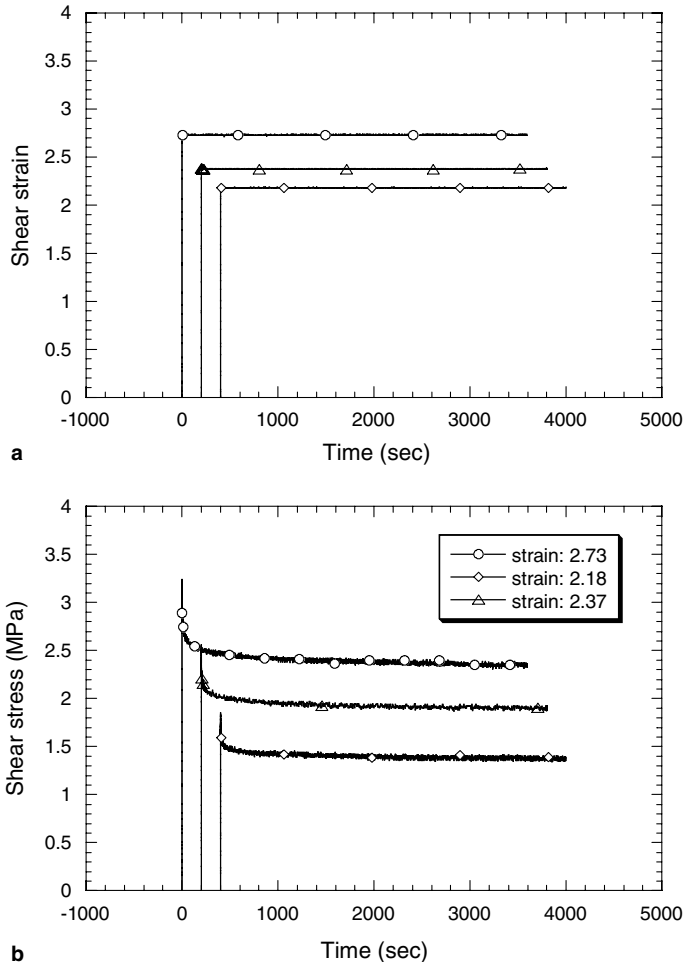 4
3.5
3
2.5
2
1.5
1
0.5
0
Shear strain
-1000 0 1000 2000 3000 4000 5000
Time (sec)
a
4
3.5
3
2.5
2
1.5
1
0.5
0
Shear stress (MPa)
strain: 2.73
strain: 2.18
strain: 2.37
-1000 0 1000 2000 3000 4000 5000
Time (sec)
b